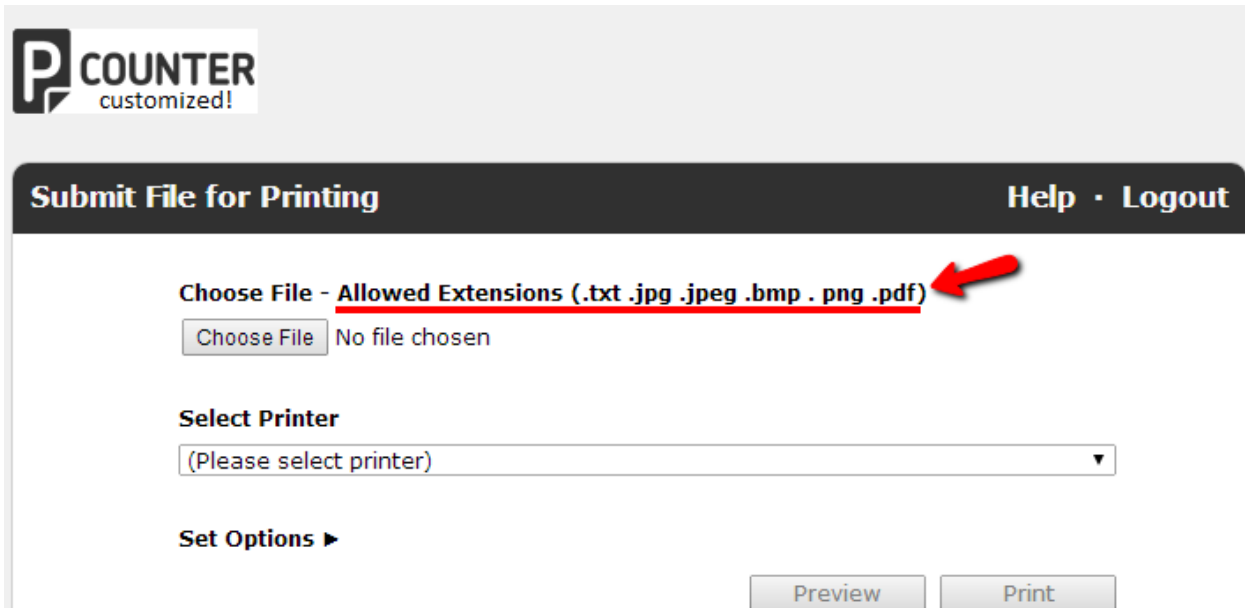 P COUNTER
customized!
Submit File for Printing Help · Logout
Choose File - Allowed Extensions (.txt .jpg .jpeg .bmp . png .pdf)
Choose File No file chosen
Select Printer
(Please select printer) ▼
Set Options ►
Preview Print